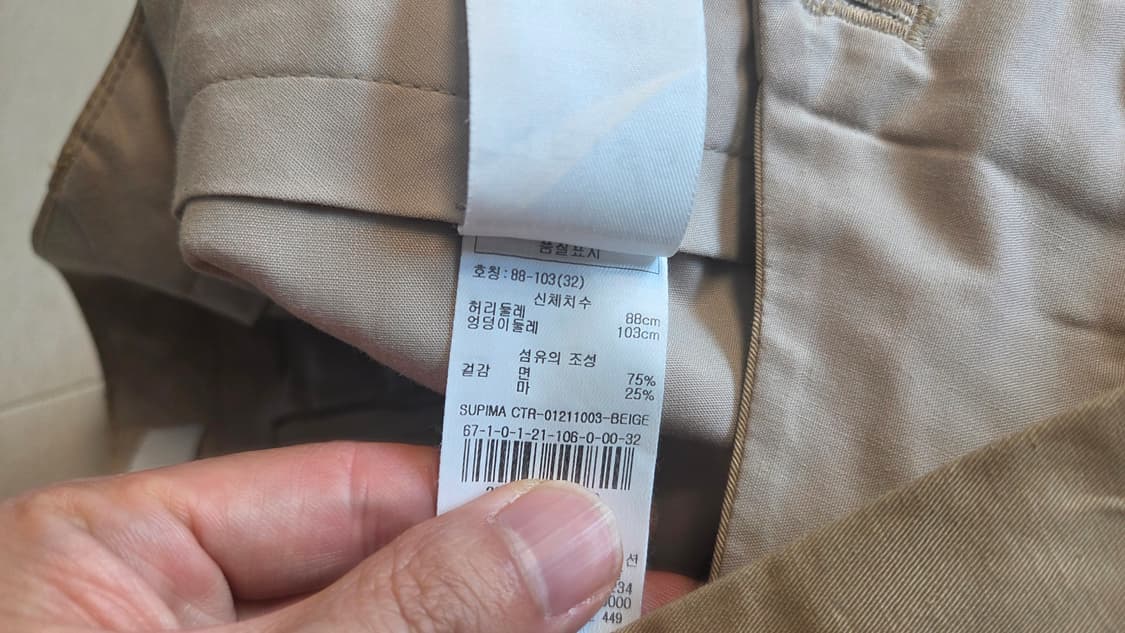 품질표시
호칭:88-103(32)
신체치수
허리둘레 88cm
엉덩이둘레 103cm
섬유의 조성
겉감 면 75%
마 25%
SUPIMA CTR-01211003-BEIGE
67-1-0-1-21-106-0-00-32
션
449